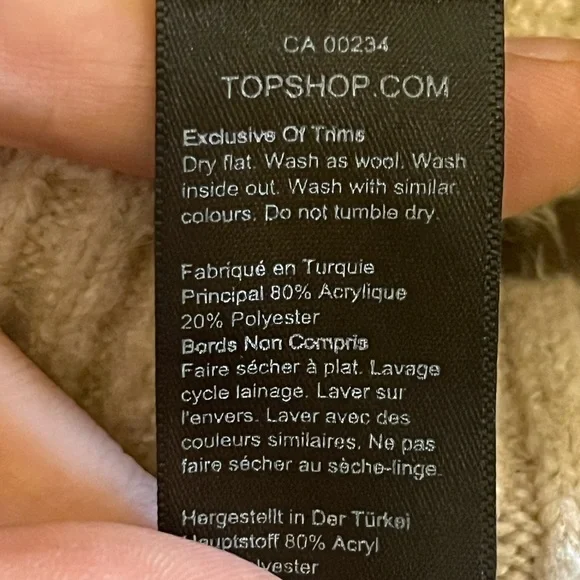 CA 00234
TOPSHOP.COM
Exclusive Of Trims
Dry flat. Wash as wool. Wash
inside out. Wash with similar
colours. Do not tumble dry.
Fabriqué en Turquie
Principal 80% Acrylique
20% Polyester
Bords Non Compris
Faire sécher à plat. Lavage
cycle lainage. Laver sur
l'envers. Laver avec des
couleurs similaires. Ne pas
faire sécher au sèche-linge.
Hergestellt in Der Türkei
Hauptstoff 80% Acryl